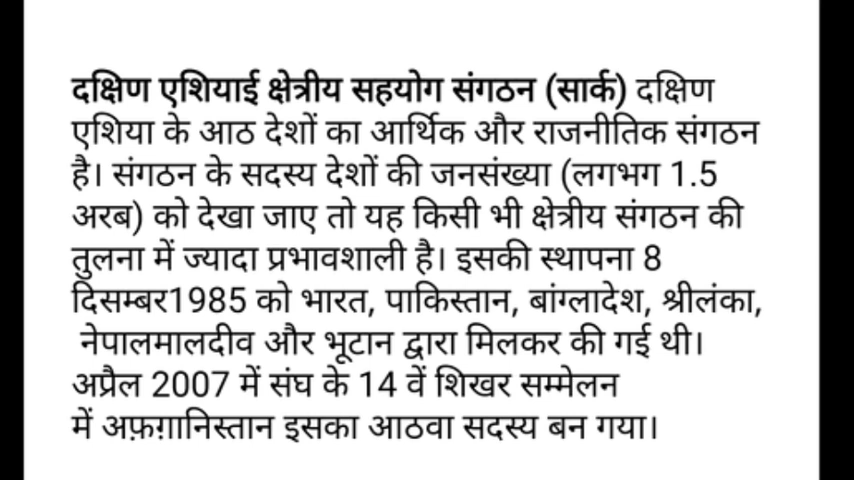 दक्षिण एशियाई क्षेत्रीय सहयोग संगठन (सार्क) दक्षिण
एशिया के आठ देशों का आर्थिक और राजनीतिक संगठन
है। संगठन के सदस्य देशों की जनसंख्या (लगभग 1.5
अरब) को देखा जाए तो यह किसी भी क्षेत्रीय संगठन की
तुलना में ज्यादा प्रभावशाली है। इसकी स्थापना 8
दिसम्बर1985 को भारत, पाकिस्तान, बांग्लादेश, श्रीलंका,
नेपालमालदीव और भूटान द्वारा मिलकर की गई थी।
अप्रैल 2007 में संघ के 14 वें शिखर सम्मेलन
में अफ़ग़ानिस्तान इसका आठवा सदस्य बन गया।